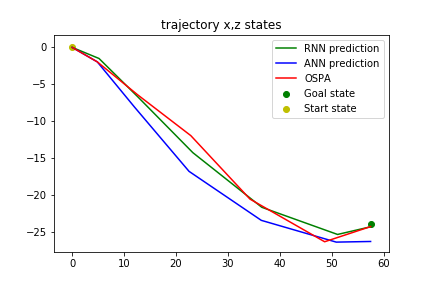 trajectory x,z states
RNN prediction
ANN prediction
OSPA
Goal state
Start state
0
−5
−10
−15
−20
−25
0 10 20 30 40 50 60